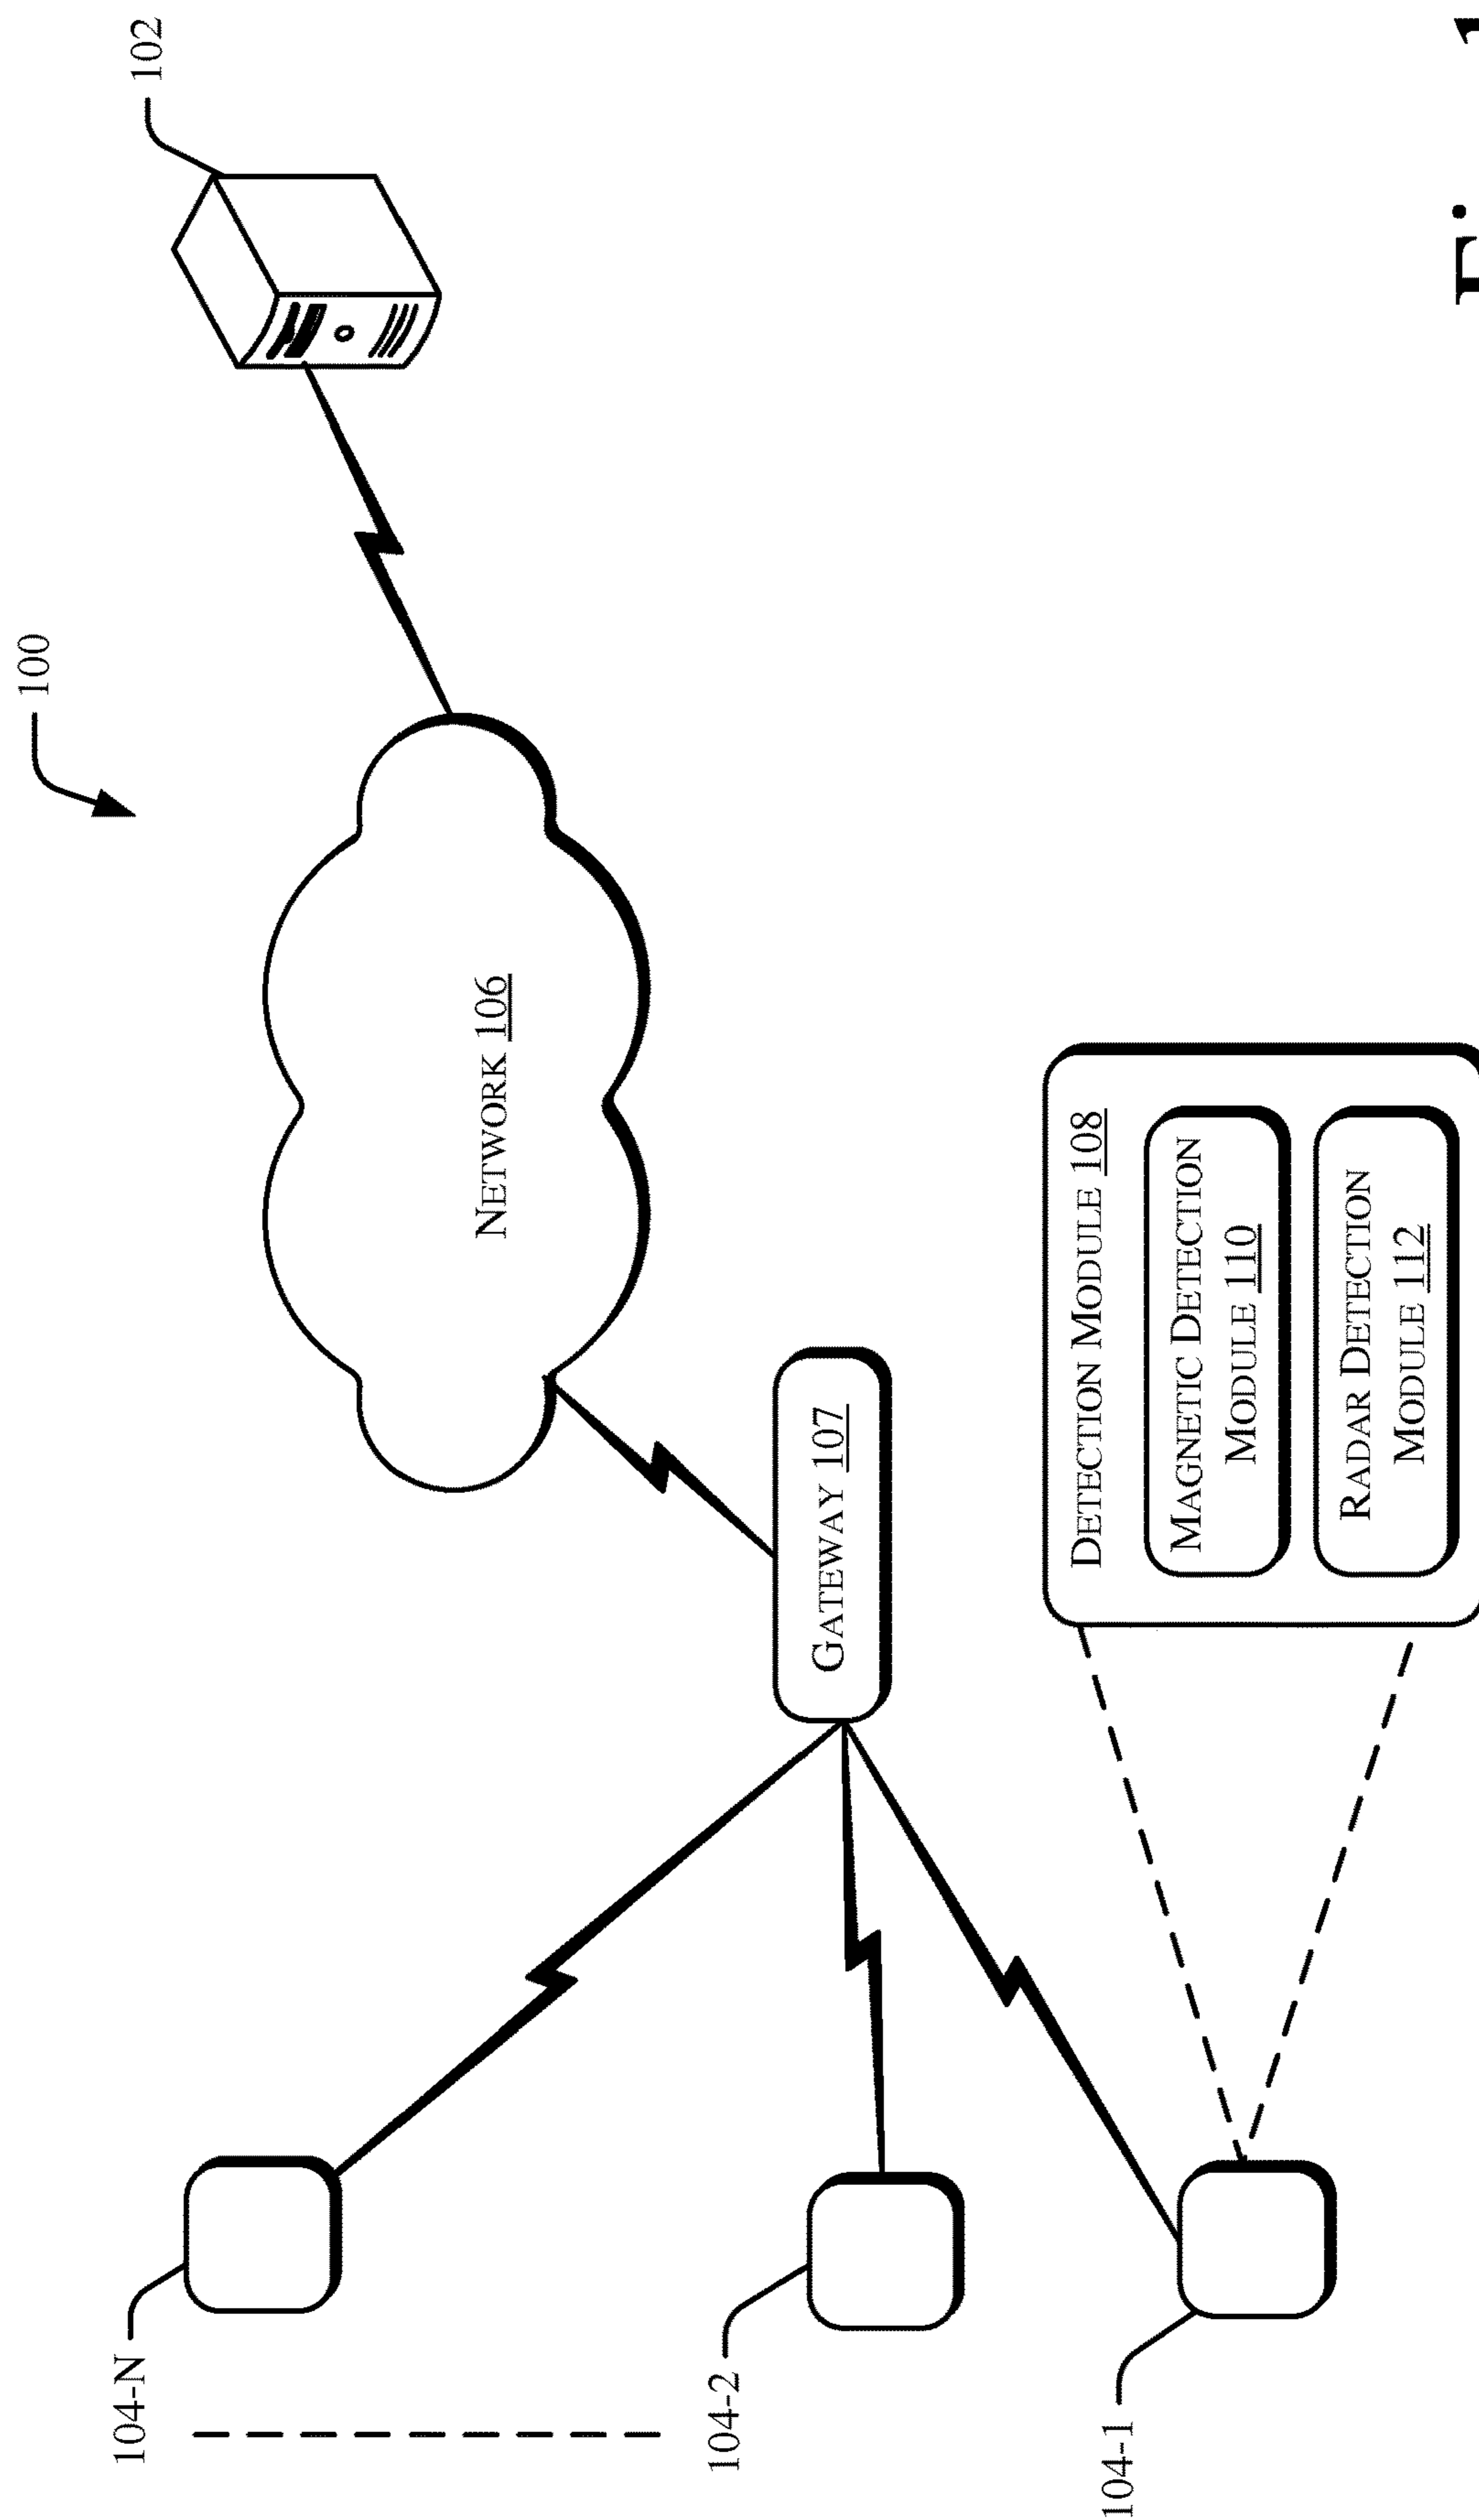 100
102
104-N
104-2
104-1
NETWORK 106
GATEWAY 107
DETECTION MODULE 108
MAGNETIC DETECTION
MODULE 110
RADAR DETECTION
MODULE 112